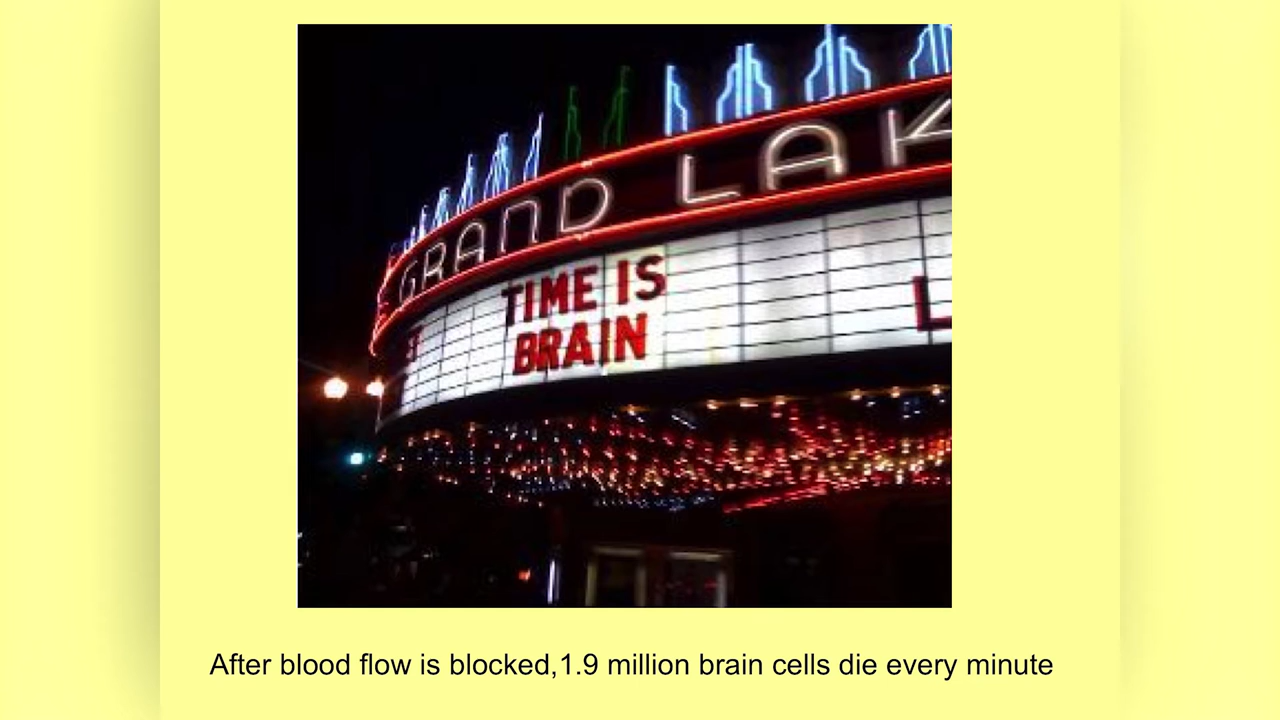 GRAND LAK
TIME IS
BRAIN
L
After blood flow is blocked,1.9 million brain cells die every minute